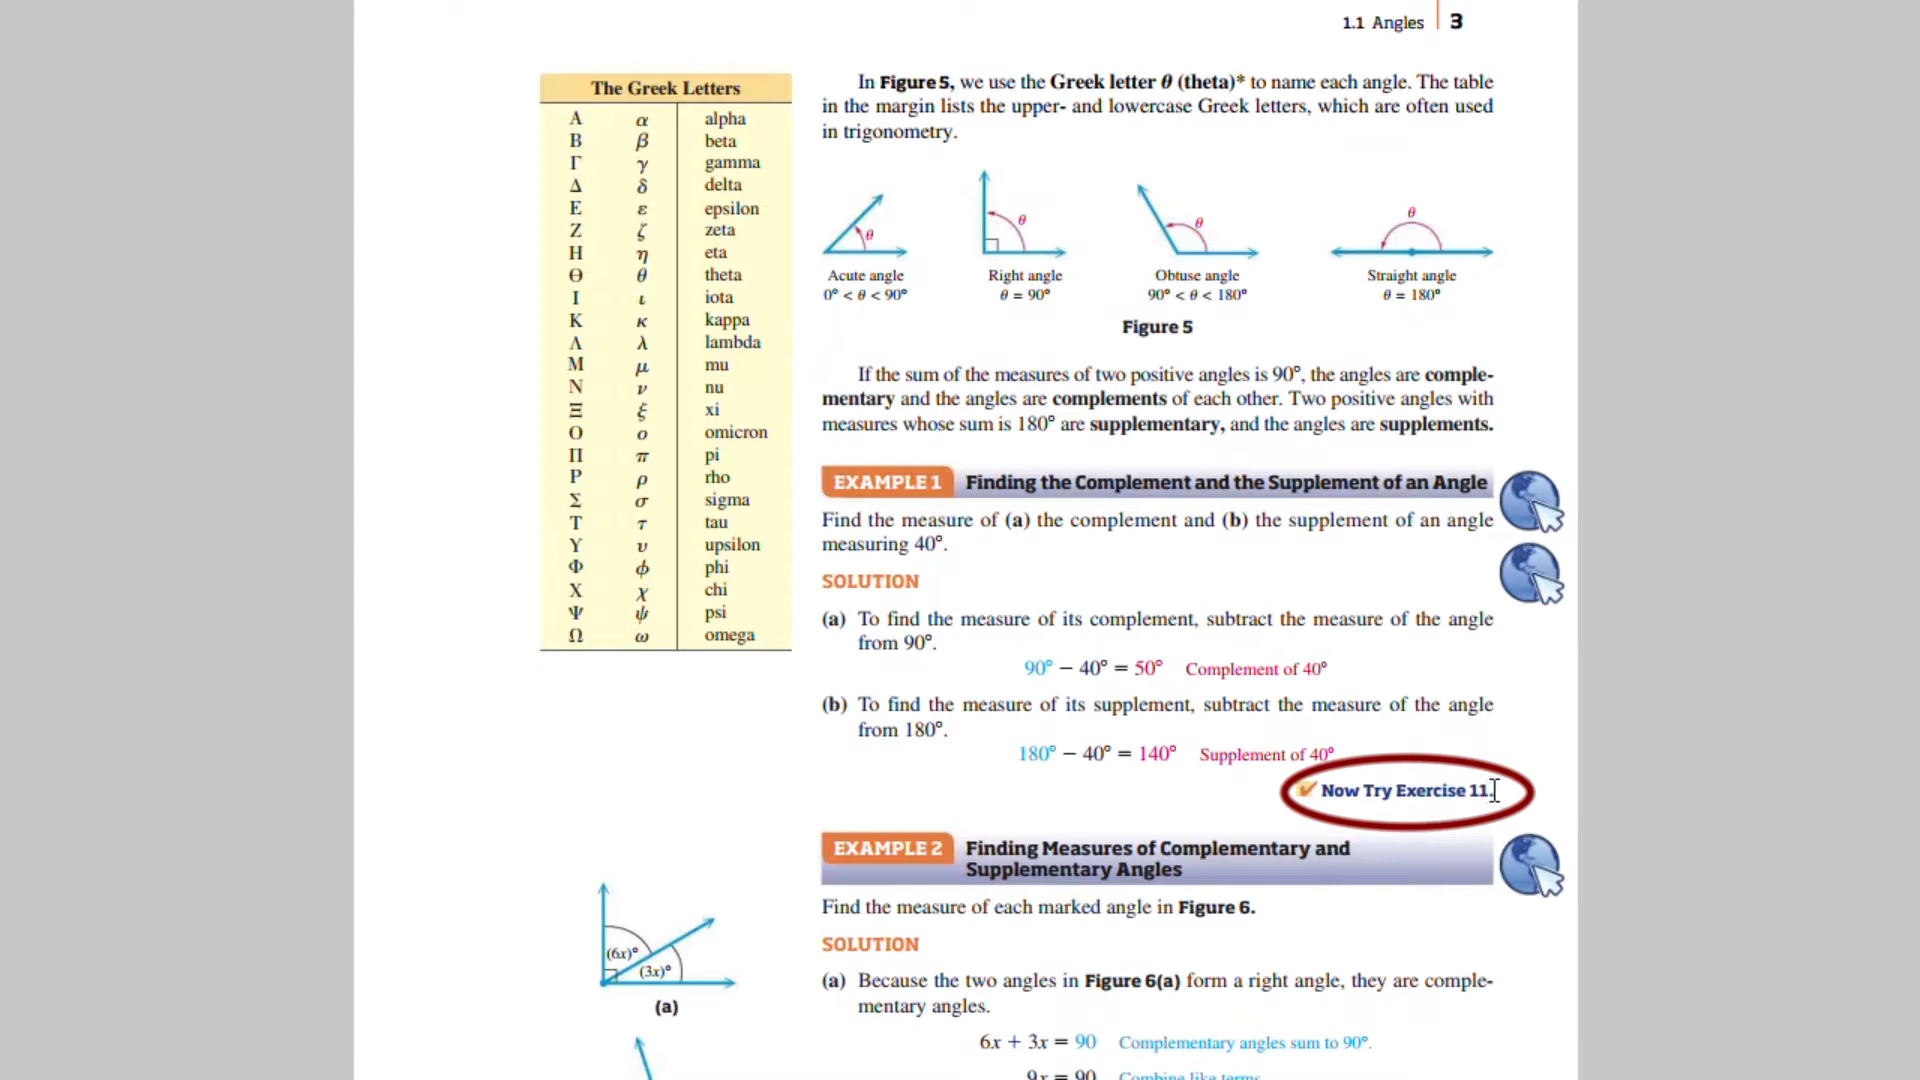 1.1 Angles 3
The Greek Letters
Α α alpha
Β β beta
Γ γ gamma
Δ δ delta
Ε ε epsilon
Ζ ζ zeta
Η η eta
Θ θ theta
Ι ι iota
Κ κ kappa
Λ λ lambda
Μ μ mu
Ν ν nu
Ξ ξ xi
Ο ο omicron
Π π pi
Ρ ρ rho
Σ σ sigma
Τ τ tau
Υ υ upsilon
Φ ϕ phi
Χ χ chi
Ψ ψ psi
Ω ω omega
In Figure 5, we use the Greek letter θ (theta)* to name each angle. The table
in the margin lists the upper- and lowercase Greek letters, which are often used
in trigonometry.
θ θ θ θ
Acute angle Right angle Obtuse angle Straight angle
0° < θ < 90° θ = 90° 90° < θ < 180° θ = 180°
Figure 5
If the sum of the measures of two positive angles is 90°, the angles are comple-
mentary and the angles are complements of each other. Two positive angles with
measures whose sum is 180° are supplementary, and the angles are supplements.
EXAMPLE 1 Finding the Complement and the Supplement of an Angle
Find the measure of (a) the complement and (b) the supplement of an angle
measuring 40°.
SOLUTION
(a) To find the measure of its complement, subtract the measure of the angle
from 90°.
90° − 40° = 50° Complement of 40°
(b) To find the measure of its supplement, subtract the measure of the angle
from 180°.
180° − 40° = 140° Supplement of 40°
✔ Now Try Exercise 11.
EXAMPLE 2 Finding Measures of Complementary and
Supplementary Angles
Find the measure of each marked angle in Figure 6.
SOLUTION
(6x)°
(3x)°
(a)
(a) Because the two angles in Figure 6(a) form a right angle, they are comple-
mentary angles.
6x + 3x = 90 Complementary angles sum to 90°.
9x = 90 Combine like terms.